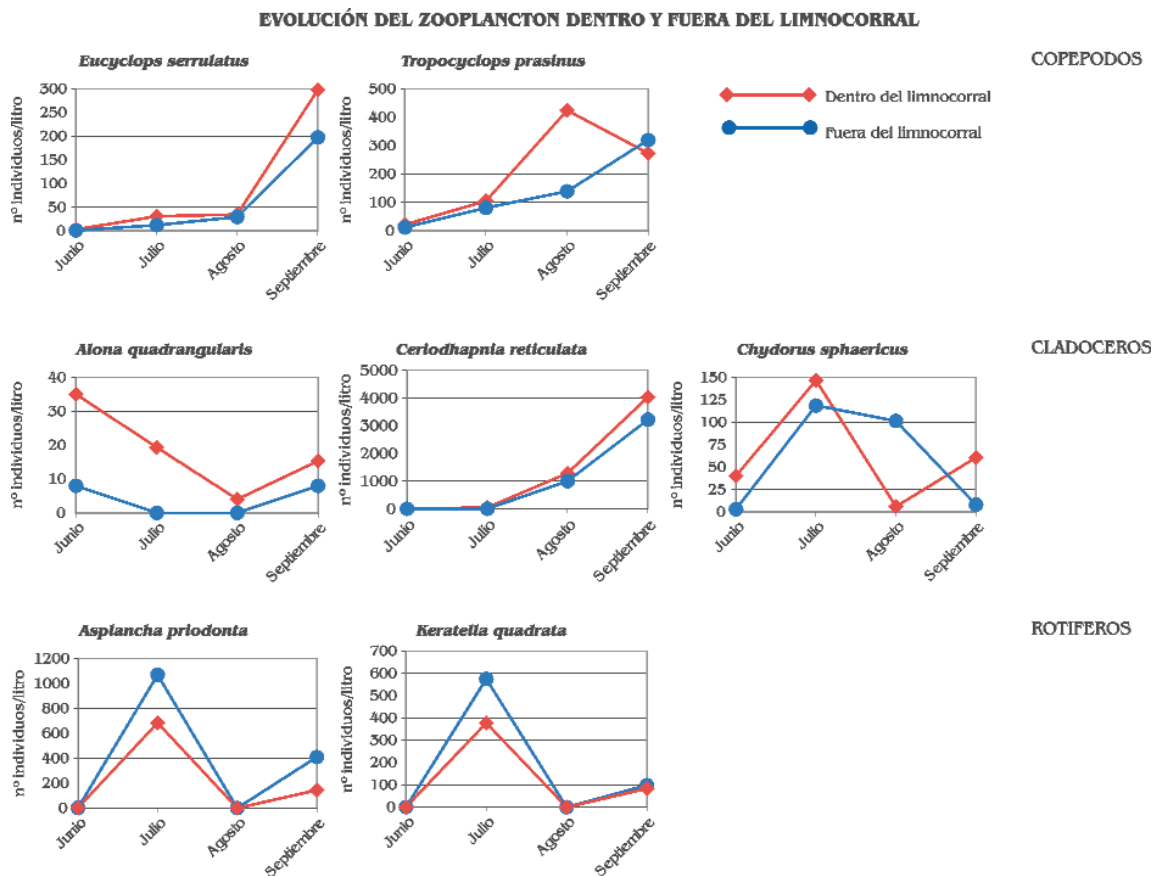 EVOLUCIÓN DEL ZOOPLANCTON DENTRO Y FUERA DEL LIMNOCORRAL
Eucyclops serrulatus
Tropocyclops prasinus
COPEPODOS
nº individuos/litro
300
250
200
150
100
50
0
Junio
Julio
Agosto
Septiembre
nº individuos/litro
500
400
300
200
100
0
Junio
Julio
Agosto
Septiembre
Dentro del limnocorral
Fuera del limnocorral
Alona quadrangularis
Ceriodhapnia reticulata
Chydorus sphaericus
CLADOCEROS
nº individuos/litro
40
30
20
10
0
Junio
Julio
Agosto
Septiembre
nº individuos/litro
5000
4000
3000
2000
1000
0
Junio
Julio
Agosto
Septiembre
nº individuos/litro
150
125
100
75
50
25
0
Junio
Julio
Agosto
Septiembre
Asplancha priodonta
Keratella quadrata
ROTIFEROS
nº individuos/litro
1200
1000
800
600
400
200
0
Junio
Julio
Agosto
Septiembre
nº individuos/litro
700
600
500
400
300
200
100
0
Junio
Julio
Agosto
Septiembre